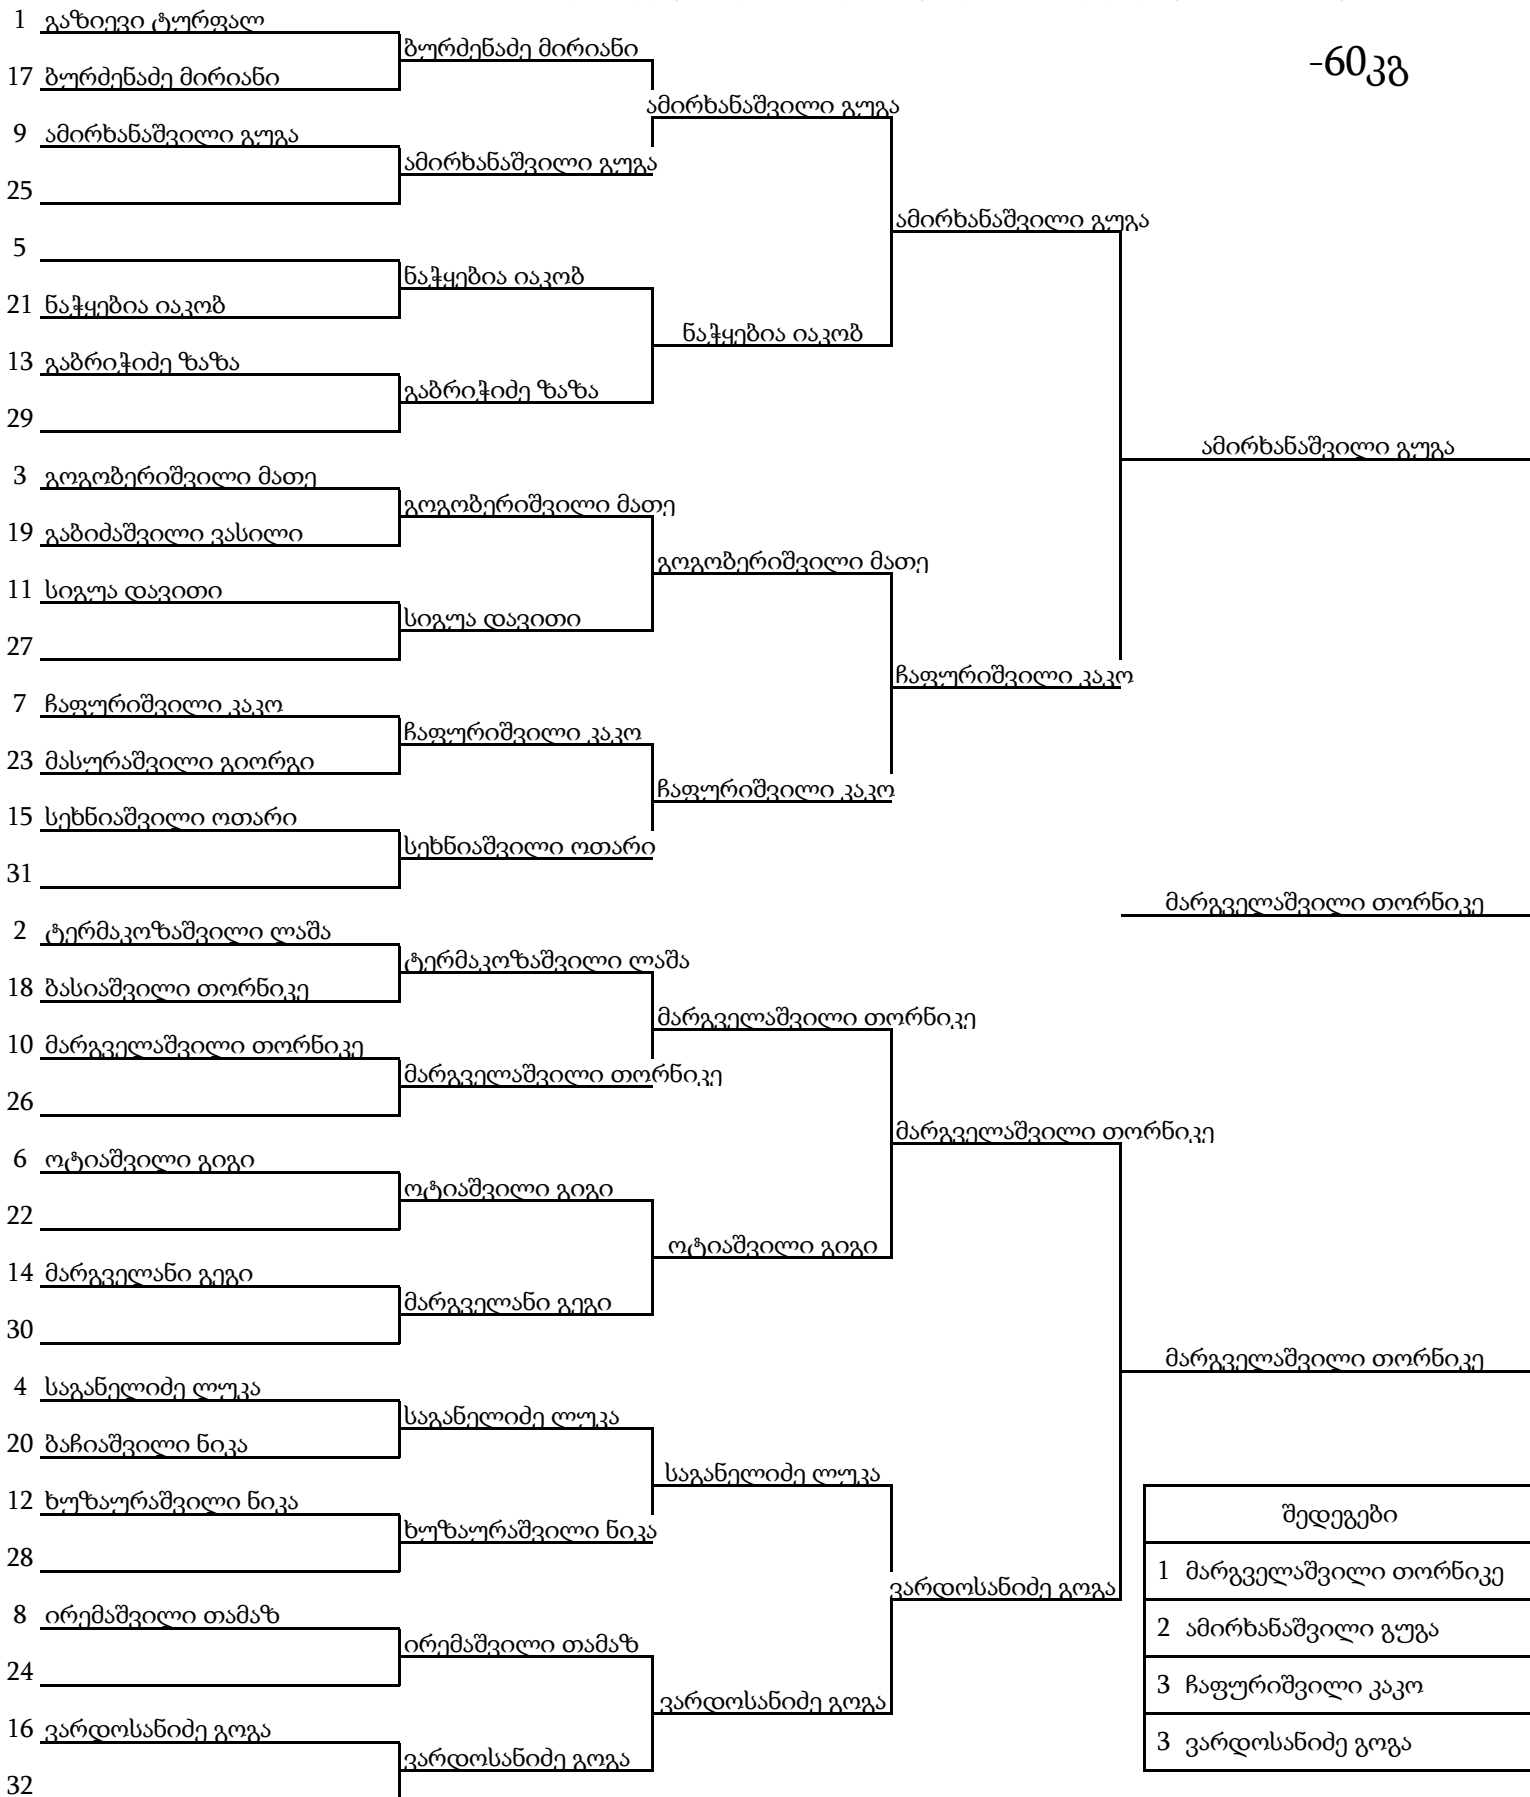 1 გაზიევი ტურფალ
ბურძენაძე მირიანი
-60კგ
17 ბურძენაძე მირიანი
ამირხანაშვილი გუგა
9 ამირხანაშვილი გუგა
ამირხანაშვილი გუგა
25
ამირხანაშვილი გუგა
5
ნაჭყებია იაკობ
21 ნაჭყებია იაკობ
ნაჭყებია იაკობ
13 გაბრიჭიძე ზაზა
გაბრიჭიძე ზაზა
29
ამირხანაშვილი გუგა
3 გოგობერიშვილი მათე
გოგობერიშვილი მათე
19 გაბიძაშვილი ვასილი
გოგობერიშვილი მათე
11 სიგუა დავითი
სიგუა დავითი
27
ჩაფურიშვილი კაკო
7 ჩაფურიშვილი კაკო
ჩაფურიშვილი კაკო
23 მასურაშვილი გიორგი
ჩაფურიშვილი კაკო
15 სეხნიაშვილი ოთარი
სეხნიაშვილი ოთარი
31
მარგველაშვილი თორნიკე
2 ტერმაკოზაშვილი ლაშა
ტერმაკოზაშვილი ლაშა
18 ბასიაშვილი თორნიკე
მარგველაშვილი თორნიკე
10 მარგველაშვილი თორნიკე
მარგველაშვილი თორნიკე
26
მარგველაშვილი თორნიკე
6 ოტიაშვილი გიგი
ოტიაშვილი გიგი
22
ოტიაშვილი გიგი
14 მარგველანი გეგი
მარგველანი გეგი
30
მარგველაშვილი თორნიკე
4 საგანელიძე ლუკა
საგანელიძე ლუკა
20 ბაჩიაშვილი ნიკა
საგანელიძე ლუკა
12 ხუზაურაშვილი ნიკა
ხუზაურაშვილი ნიკა
28
ვარდოსანიძე გოგა
8 ირემაშვილი თამაზ
ირემაშვილი თამაზ
24
ვარდოსანიძე გოგა
16 ვარდოსანიძე გოგა
ვარდოსანიძე გოგა
32
შედეგები
1 მარგველაშვილი თორნიკე
2 ამირხანაშვილი გუგა
3 ჩაფურიშვილი კაკო
3 ვარდოსანიძე გოგა